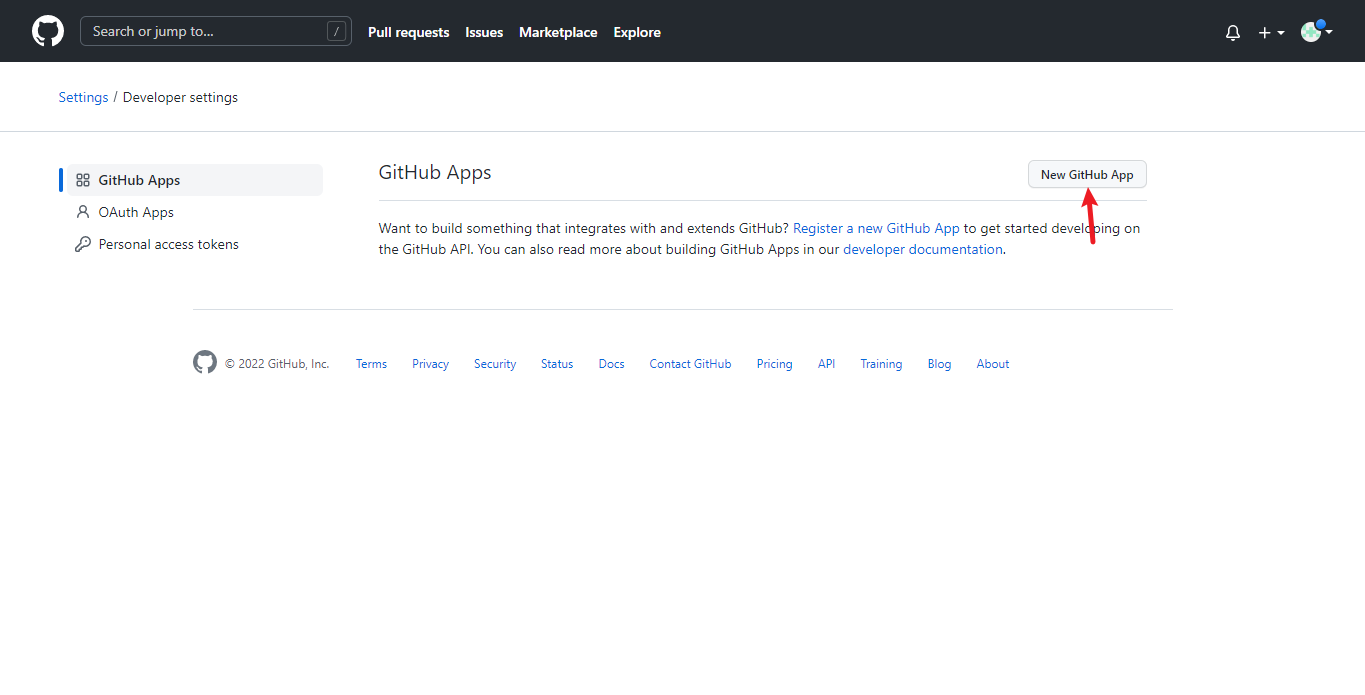 Search or jump to... /
Pull requests Issues Marketplace Explore
Settings / Developer settings
GitHub Apps
OAuth Apps
Personal access tokens
GitHub Apps
New GitHub App
Want to build something that integrates with and extends GitHub? Register a new GitHub App to get started developing on
the GitHub API. You can also read more about building GitHub Apps in our developer documentation.
© 2022 GitHub, Inc. Terms Privacy Security Status Docs Contact GitHub Pricing API Training Blog About